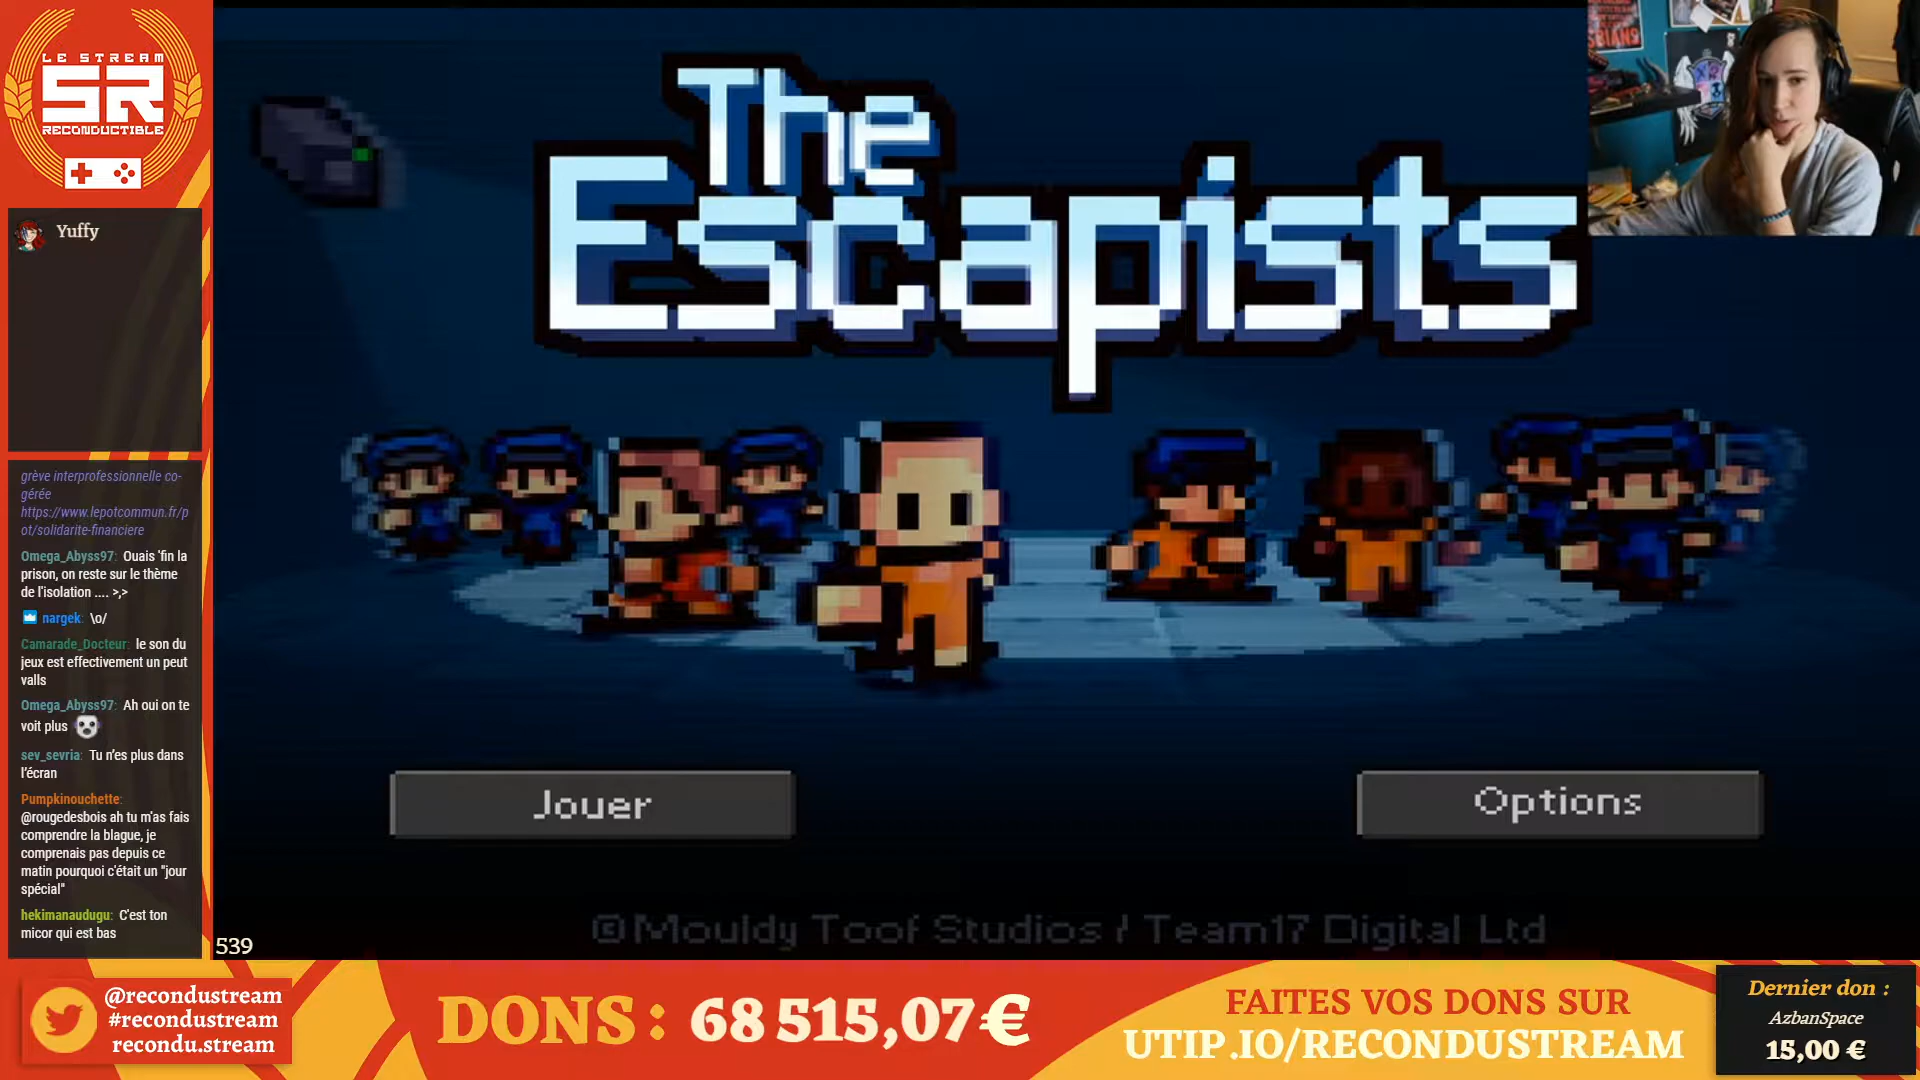 LE STREAM
SR
RECONDUCTIBLE
Yuffy
grève interprofessionnelle co-
gérée
https://www.lepotcommun.fr/p
ot/solidarite-financiere
Omega_Abyss97: Ouais 'fin la
prison, on reste sur le thème
de l'isolation .... >,>
nargek: \o/
Camarade_Docteur: le son du
jeux est effectivement un peut
valls
Omega_Abyss97: Ah oui on te
voit plus
sev_sevria: Tu n'es plus dans
l'écran
Pumpkinouchette:
@rougedesbois ah tu m'as fais
comprendre la blague, je
comprenais pas depuis ce
matin pourquoi c'était un "jour
spécial"
hekimanaudugu: C'est ton
micor qui est bas
The
Escapists
Jouer
Options
©Mouldy Toof Studios / Team17 Digital Ltd
539
@recondustream
#recondustream
recondu.stream
DONS : 68 515,07€
FAITES VOS DONS SUR
UTIP.IO/RECONDUSTREAM
Dernier don :
AzbanSpace
15,00 €